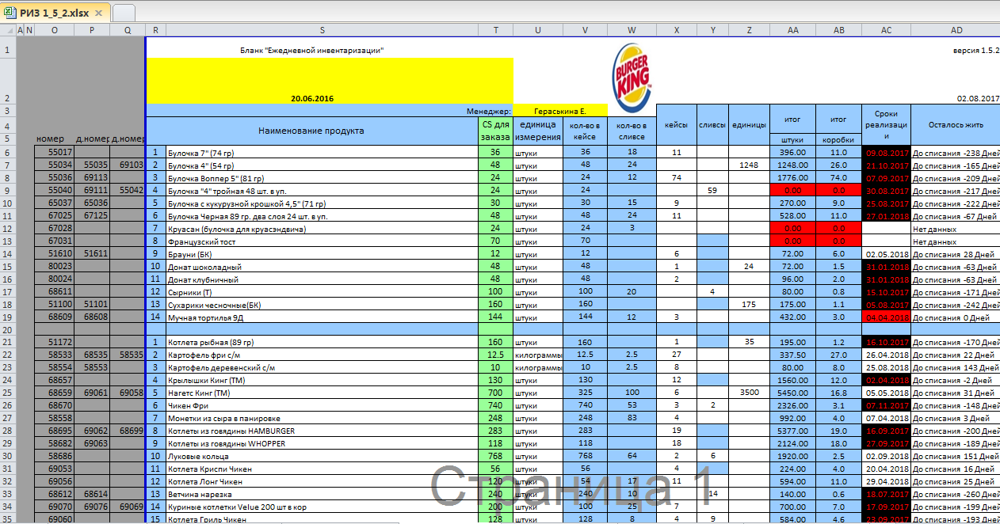 РИЗ 1_5_2.xlsx
A N O P Q R S T U V W X Y Z AA AB AC AD
1 Бланк "Ежедневной инвентаризации" версия 1.5.2
BURGER KING
2 20.06.2016 02.08.2017
3 Менеджер: Гераськина Е.
4 Наименование продукта CS для заказа единица измерения кол-во в кейсе кол-во в сливсе кейсы сливсы единицы итог итог Сроки реализации Осталось жить
5 номер д.номер д.номер штуки коробки
6 55017 1 Булочка 7" (74 гр) 36 штуки 36 18 11 396.00 11.0 09.08.2017 До списания -238 Дней
7 55034 55035 69103 2 Булочка 4" (54 гр) 48 штуки 48 24 1248 1248.00 26.0 21.10.2017 До списания -165 Дней
8 55036 69113 3 Булочка Воппер 5" (81 гр) 24 штуки 24 12 74 1776.00 74.0 07.09.2017 До списания -209 Дней
9 55040 69111 55042 4 Булочка "4" тройная 48 шт. в уп. 24 штуки 24 59 0.00 0.0 30.08.2017 До списания -217 Дней
10 65037 65036 5 Булочка с кукурузной крошкой 4,5" (71 гр) 30 штуки 30 15 9 270.00 9.0 25.08.2017 До списания -222 Дней
11 67025 67125 6 Булочка Черная 89 гр. два слоя 24 шт. в уп. 48 штуки 48 24 11 528.00 11.0 27.01.2018 До списания -67 Дней
12 67028 7 Круасан (булочка для круасэндвича) 24 штуки 24 3 0.00 0.0 Нет данных
13 67031 8 Французский тост 70 штуки 70 0.00 0.0 Нет данных
14 51610 51611 9 Брауни (БК) 12 штуки 12 6 72.00 6.0 02.05.2018 До списания 28 Дней
15 80023 10 Донат шоколадный 48 штуки 48 1 24 72.00 1.5 31.01.2018 До списания -63 Дней
16 80024 11 Донат клубничный 48 штуки 48 2 96.00 2.0 31.01.2018 До списания -63 Дней
17 68611 12 Сырники (Т) 100 штуки 100 20 4 80.00 0.8 15.10.2017 До списания -171 Дней
18 51100 51101 13 Сухарики чесночные(БК) 160 штуки 160 175 175.00 1.1 05.08.2017 До списания -242 Дней
19 68609 68608 14 Мучная тортилья 9Д 144 штуки 144 12 3 432.00 3.0 04.04.2018 До списания 0 Дней
20
21 51172 1 Котлета рыбная (89 гр) 160 штуки 160 1 35 195.00 1.2 16.10.2017 До списания -170 Дней
22 58533 68535 58535 2 Картофель фри с/м 12.5 килограммы 12.5 2.5 27 337.50 27.0 26.04.2018 До списания 22 Дней
23 58554 58553 3 Картофель деревенский с/м 10 килограммы 10 2.5 8 80.00 8.0 25.08.2018 До списания 143 Дней
24 68657 4 Крылышки Кинг (ТМ) 130 штуки 130 12 1560.00 12.0 02.04.2018 До списания -2 Дней
25 68659 69061 69058 5 Нагетс Кинг (ТМ) 700 штуки 325 100 6 3500 5450.00 16.8 05.05.2018 До списания 31 Дней
26 68670 6 Чикен Фри 740 штуки 740 53 3 2 2326.00 3.1 07.11.2017 До списания -148 Дней
27 58558 7 Монетки из сыра в панировке 248 штуки 248 83 4 992.00 4.0 07.04.2018 До списания 3 Дней
28 68695 69062 68699 8 Котлеты из говядины HAMBURGER 283 штуки 283 19 5377.00 19.0 16.09.2017 До списания -200 Дней
29 58682 69063 9 Котлеты из говядины WHOPPER 118 штуки 118 18 2124.00 18.0 27.09.2017 До списания -189 Дней
30 58686 10 Луковые кольца 768 штуки 768 64 2 6 1920.00 2.5 02.09.2018 До списания 151 Дней
31 69053 11 Котлета Криспи Чикен 56 штуки 56 4 224.00 4.0 20.04.2018 До списания 16 Дней
32 69056 12 Котлета Лонг Чикен 120 штуки 54 17 11 594.00 11.0 29.04.2018 До списания 25 Дней
33 68612 68614 13 Ветчина нарезка 240 штуки 240 10 14 140.00 0.6 18.07.2017 До списания -260 Дней
34 69070 69076 69069 14 Куриные котлетки Velue 200 шт в кор 200 штуки 100 25 7 700.00 7.0 17.09.2017 До списания -199 Дней
35 69060 15 Котлета Гриль Чикен 128 штуки 128 8 4 9 584.00 4.6 23.09.2017 До списания -193 Дней
Страница 1